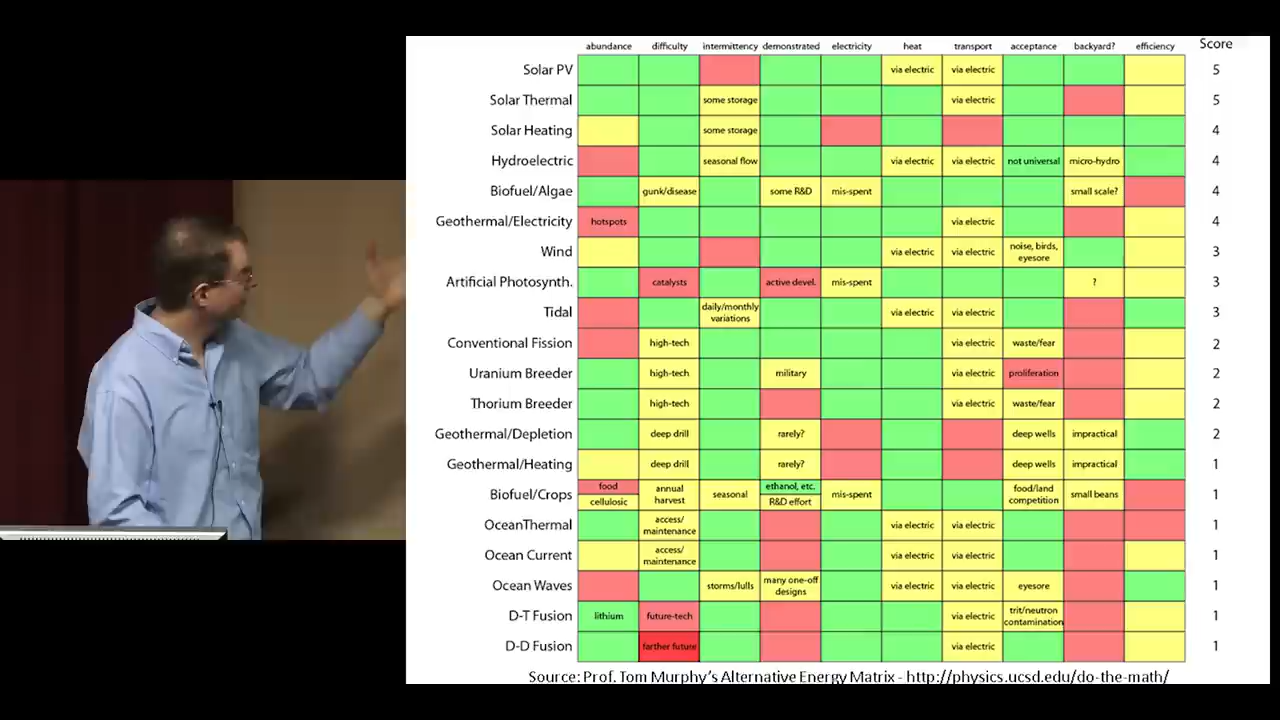 abundance difficulty intermittency demonstrated electricity heat transport acceptance backyard? efficiency Score
Solar PV via electric via electric 5
Solar Thermal some storage via electric 5
Solar Heating some storage 4
Hydroelectric seasonal flow via electric via electric not universal micro-hydro 4
Biofuel/Algae gunk/disease some R&D mis-spent small scale? 4
Geothermal/Electricity hotspots via electric 4
Wind via electric via electric noise, birds, eyesore 3
Artificial Photosynth. catalysts active devel. mis-spent ? 3
Tidal daily/monthly variations via electric via electric 3
Conventional Fission high-tech via electric waste/fear 2
Uranium Breeder high-tech military via electric proliferation 2
Thorium Breeder high-tech via electric waste/fear 2
Geothermal/Depletion deep drill rarely? deep wells impractical 2
Geothermal/Heating deep drill rarely? deep wells impractical 1
Biofuel/Crops food cellulosic annual harvest seasonal ethanol, etc. R&D effort mis-spent food/land competition small beans 1
OceanThermal access/ maintenance via electric via electric 1
Ocean Current access/ maintenance via electric via electric 1
Ocean Waves storms/lulls many one-off designs via electric via electric eyesore 1
D-T Fusion lithium future-tech via electric trit/neutron contamination 1
D-D Fusion farther future via electric 1
Source: Prof. Tom Murphy's Alternative Energy Matrix - http://physics.ucsd.edu/do-the-math/